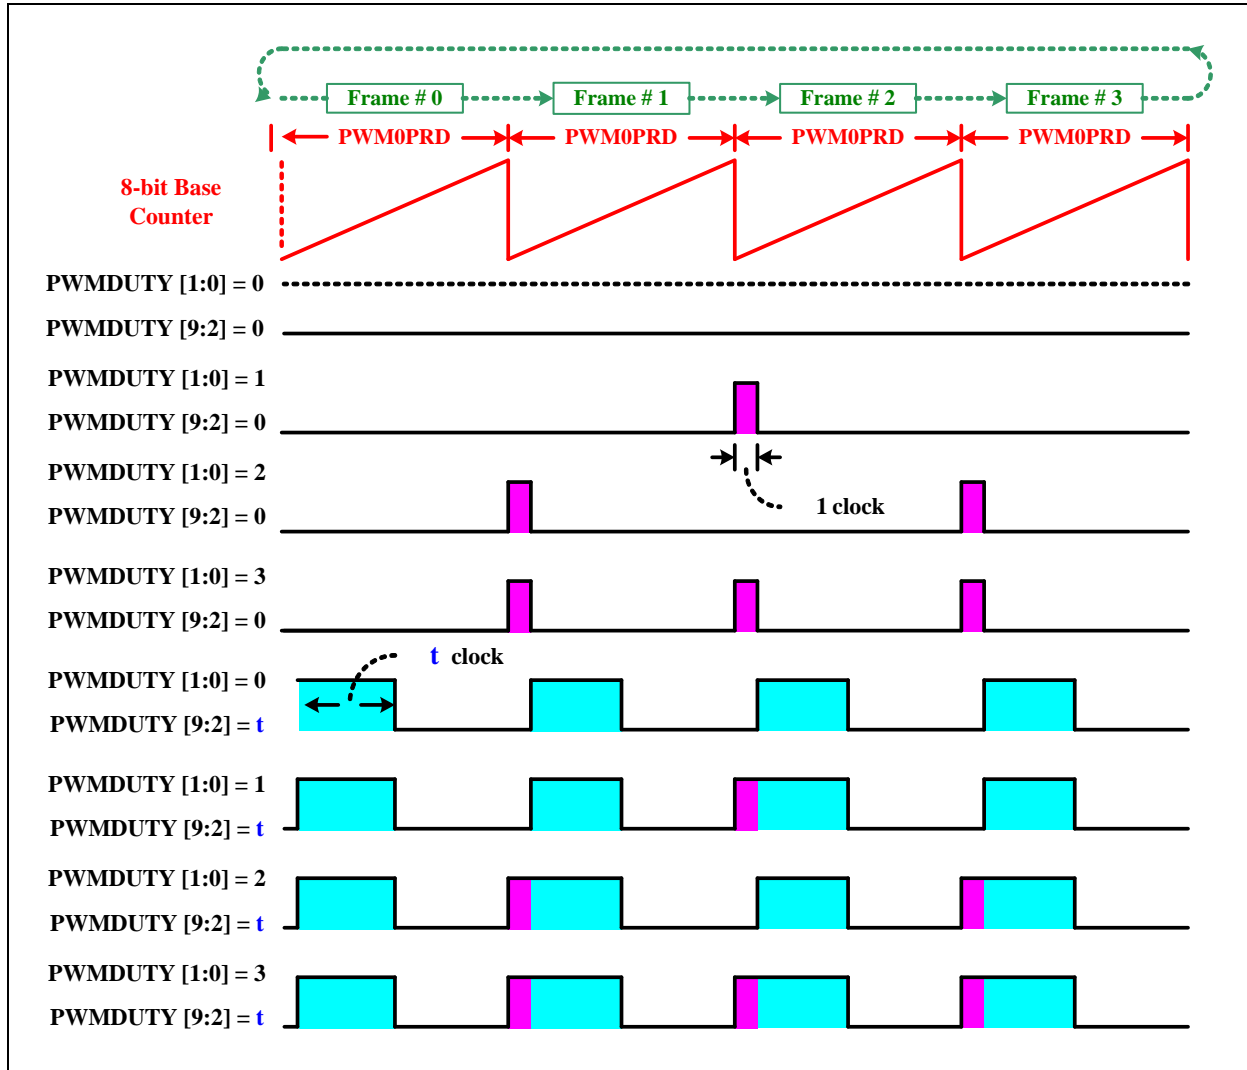 Frame # 0 Frame # 1 Frame # 2 Frame # 3
PWM0PRD PWM0PRD PWM0PRD PWM0PRD
8-bit Base
Counter
PWMDUTY [1:0] = 0
PWMDUTY [9:2] = 0
PWMDUTY [1:0] = 1
PWMDUTY [9:2] = 0
PWMDUTY [1:0] = 2
1 clock
PWMDUTY [9:2] = 0
PWMDUTY [1:0] = 3
PWMDUTY [9:2] = 0
t clock
PWMDUTY [1:0] = 0
PWMDUTY [9:2] = t
PWMDUTY [1:0] = 1
PWMDUTY [9:2] = t
PWMDUTY [1:0] = 2
PWMDUTY [9:2] = t
PWMDUTY [1:0] = 3
PWMDUTY [9:2] = t